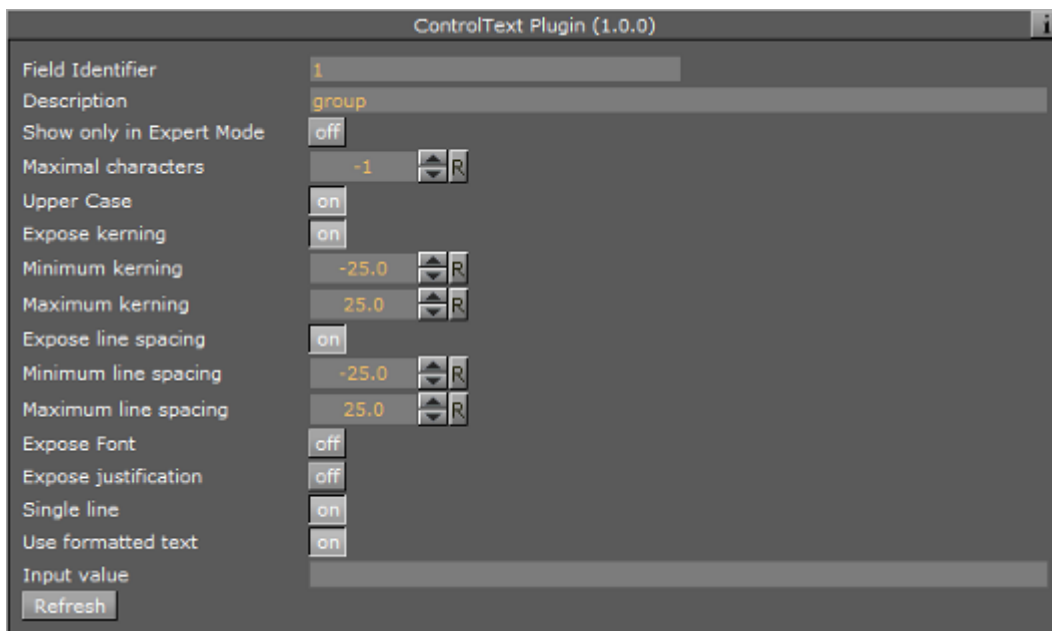 ControlText Plugin (1.0.0) i
Field Identifier 1
Description group
Show only in Expert Mode off
Maximal characters -1 R
Upper Case on
Expose kerning on
Minimum kerning -25.0 R
Maximum kerning 25.0 R
Expose line spacing on
Minimum line spacing -25.0 R
Maximum line spacing 25.0 R
Expose Font off
Expose justification off
Single line on
Use formatted text on
Input value
Refresh